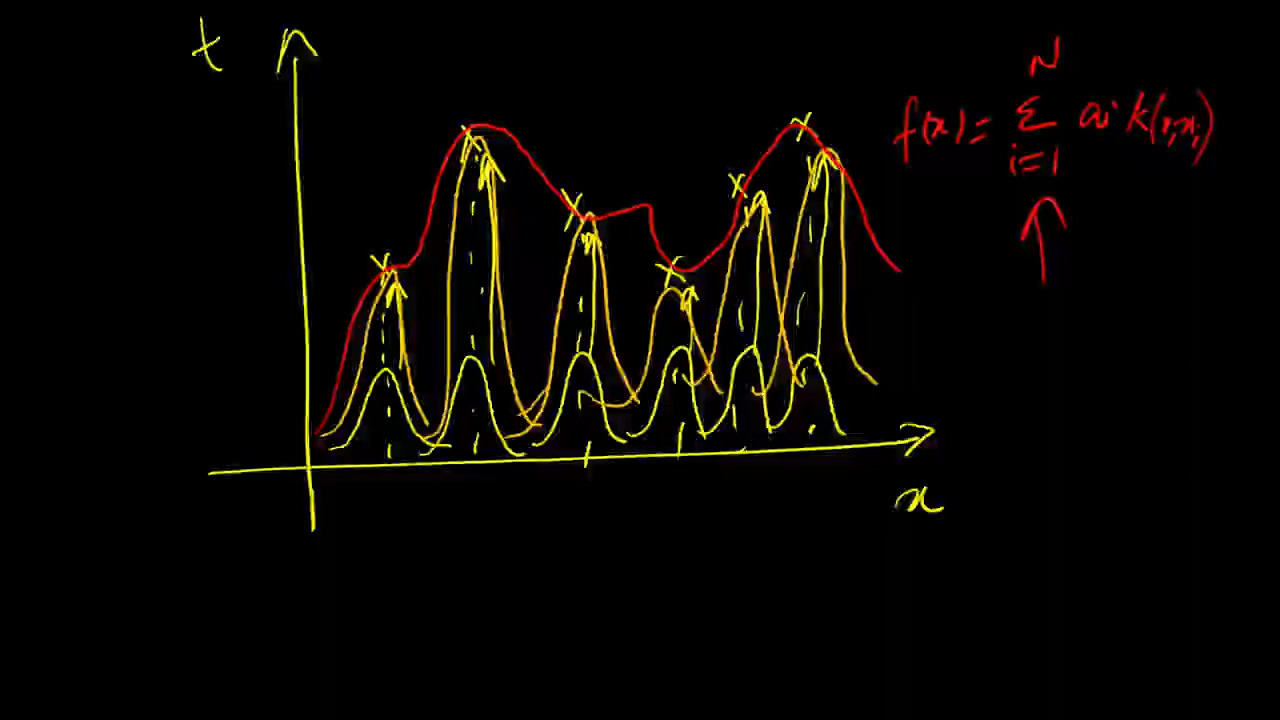 t
N
f(x) = Σ ai k(x, xi)
i=1
x